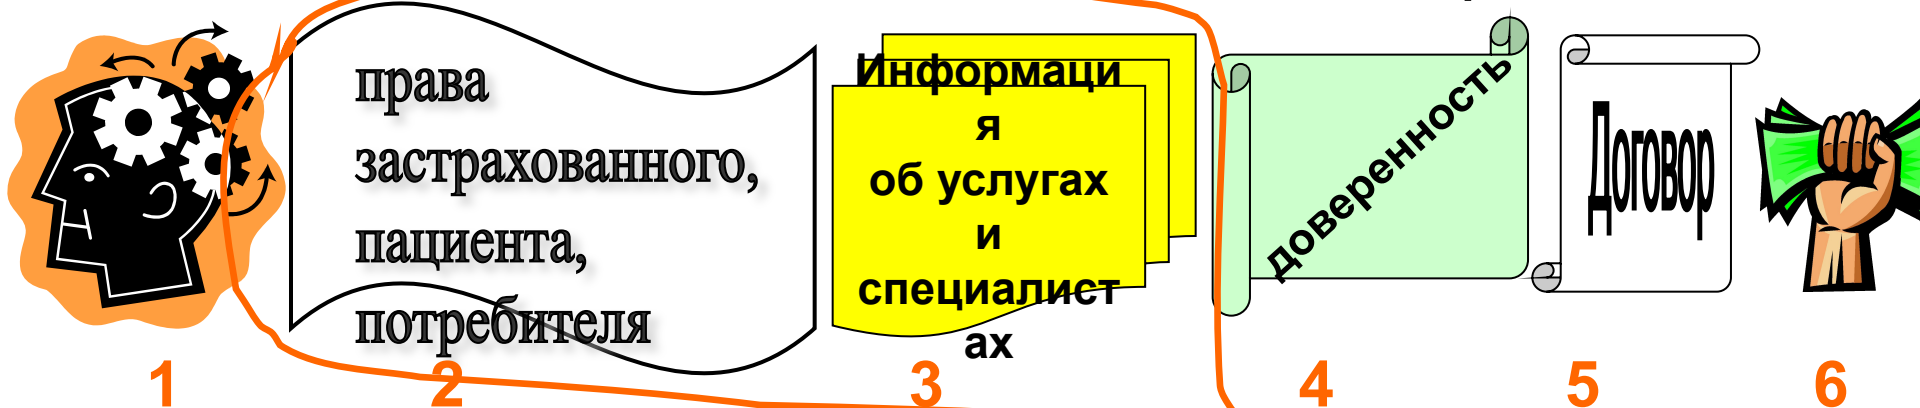 права
застрахованного,
пациента,
потребителя
Информаци
я
об услугах
и
специалист
ах
доверенность
Договор
1 2 3 4 5 6